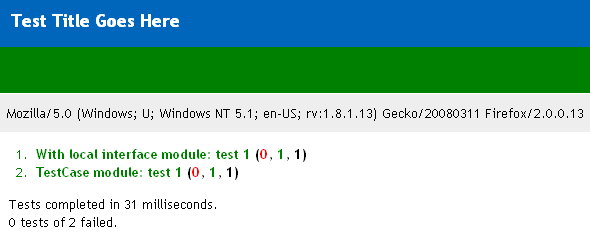 Test Title Goes Here
Mozilla/5.0 (Windows; U; Windows NT 5.1; en-US; rv:1.8.1.13) Gecko/20080311 Firefox/2.0.0.13
1. With local interface module: test 1 (0, 1, 1)
2. TestCase module: test 1 (0, 1, 1)
Tests completed in 31 milliseconds.
0 tests of 2 failed.